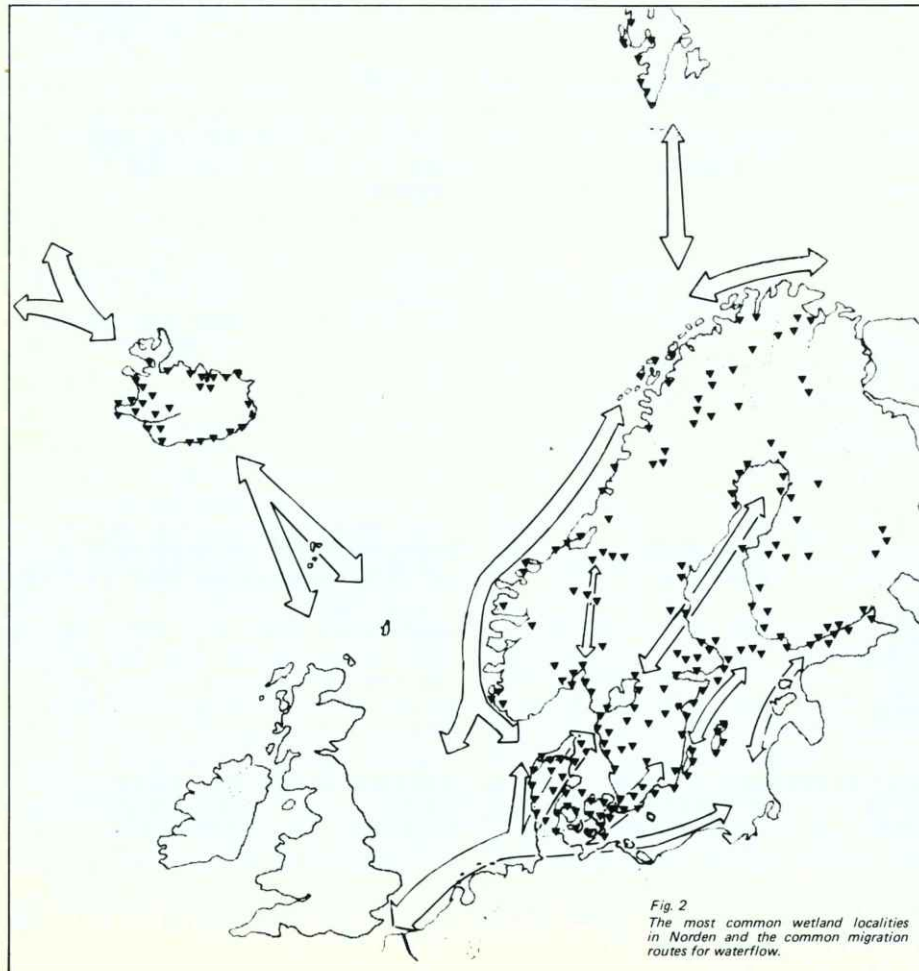 Fig. 2
The most common wetland localities
in Norden and the common migration
routes for waterflow.